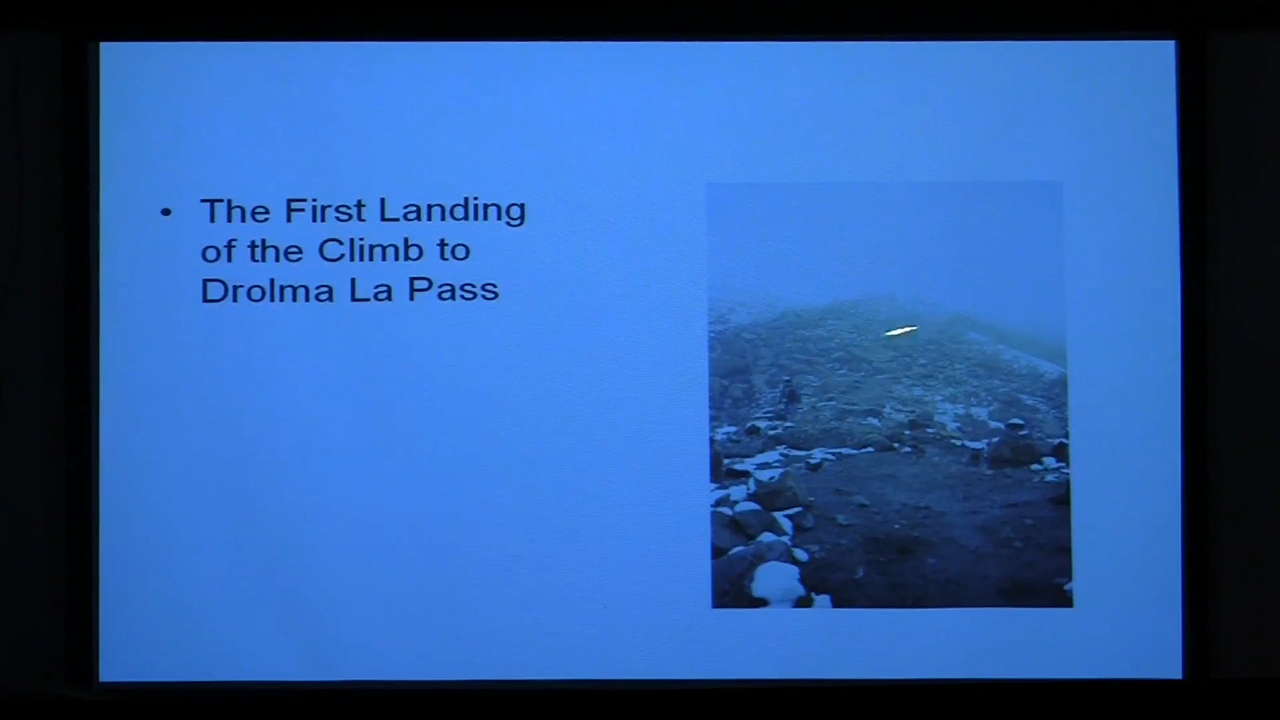 • The First Landing
of the Climb to
Drolma La Pass